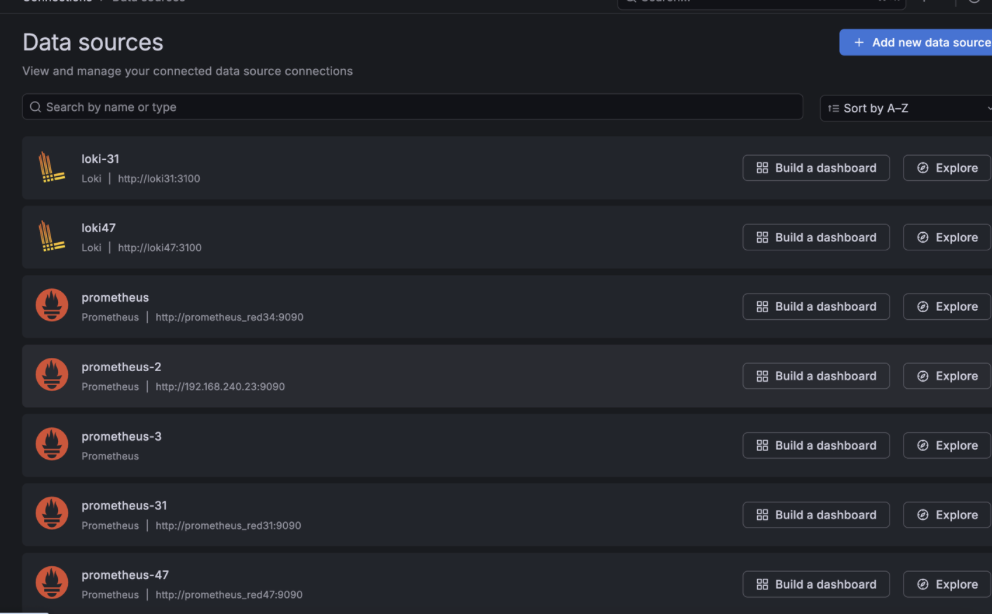 Data sources
+ Add new data source
View and manage your connected data source connections
Search by name or type
Sort by A–Z
loki-31
Loki | http://loki31:3100
Build a dashboard
Explore
loki47
Loki | http://loki47:3100
Build a dashboard
Explore
prometheus
Prometheus | http://prometheus_red34:9090
Build a dashboard
Explore
prometheus-2
Prometheus | http://192.168.240.23:9090
Build a dashboard
Explore
prometheus-3
Prometheus
Build a dashboard
Explore
prometheus-31
Prometheus | http://prometheus_red31:9090
Build a dashboard
Explore
prometheus-47
Prometheus | http://prometheus_red47:9090
Build a dashboard
Explore